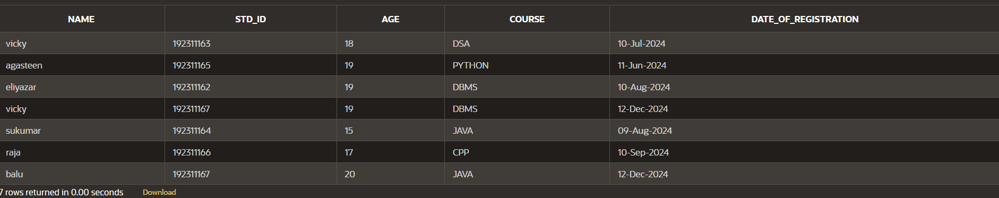 NAME STD_ID AGE COURSE DATE_OF_REGISTRATION
vicky 192311163 18 DSA 10-Jul-2024
agasteen 192311165 19 PYTHON 11-Jun-2024
eliyazar 192311162 19 DBMS 10-Aug-2024
vicky 192311167 19 DBMS 12-Dec-2024
sukumar 192311164 15 JAVA 09-Aug-2024
raja 192311166 17 CPP 10-Sep-2024
balu 192311167 20 JAVA 12-Dec-2024
7 rows returned in 0.00 seconds Download